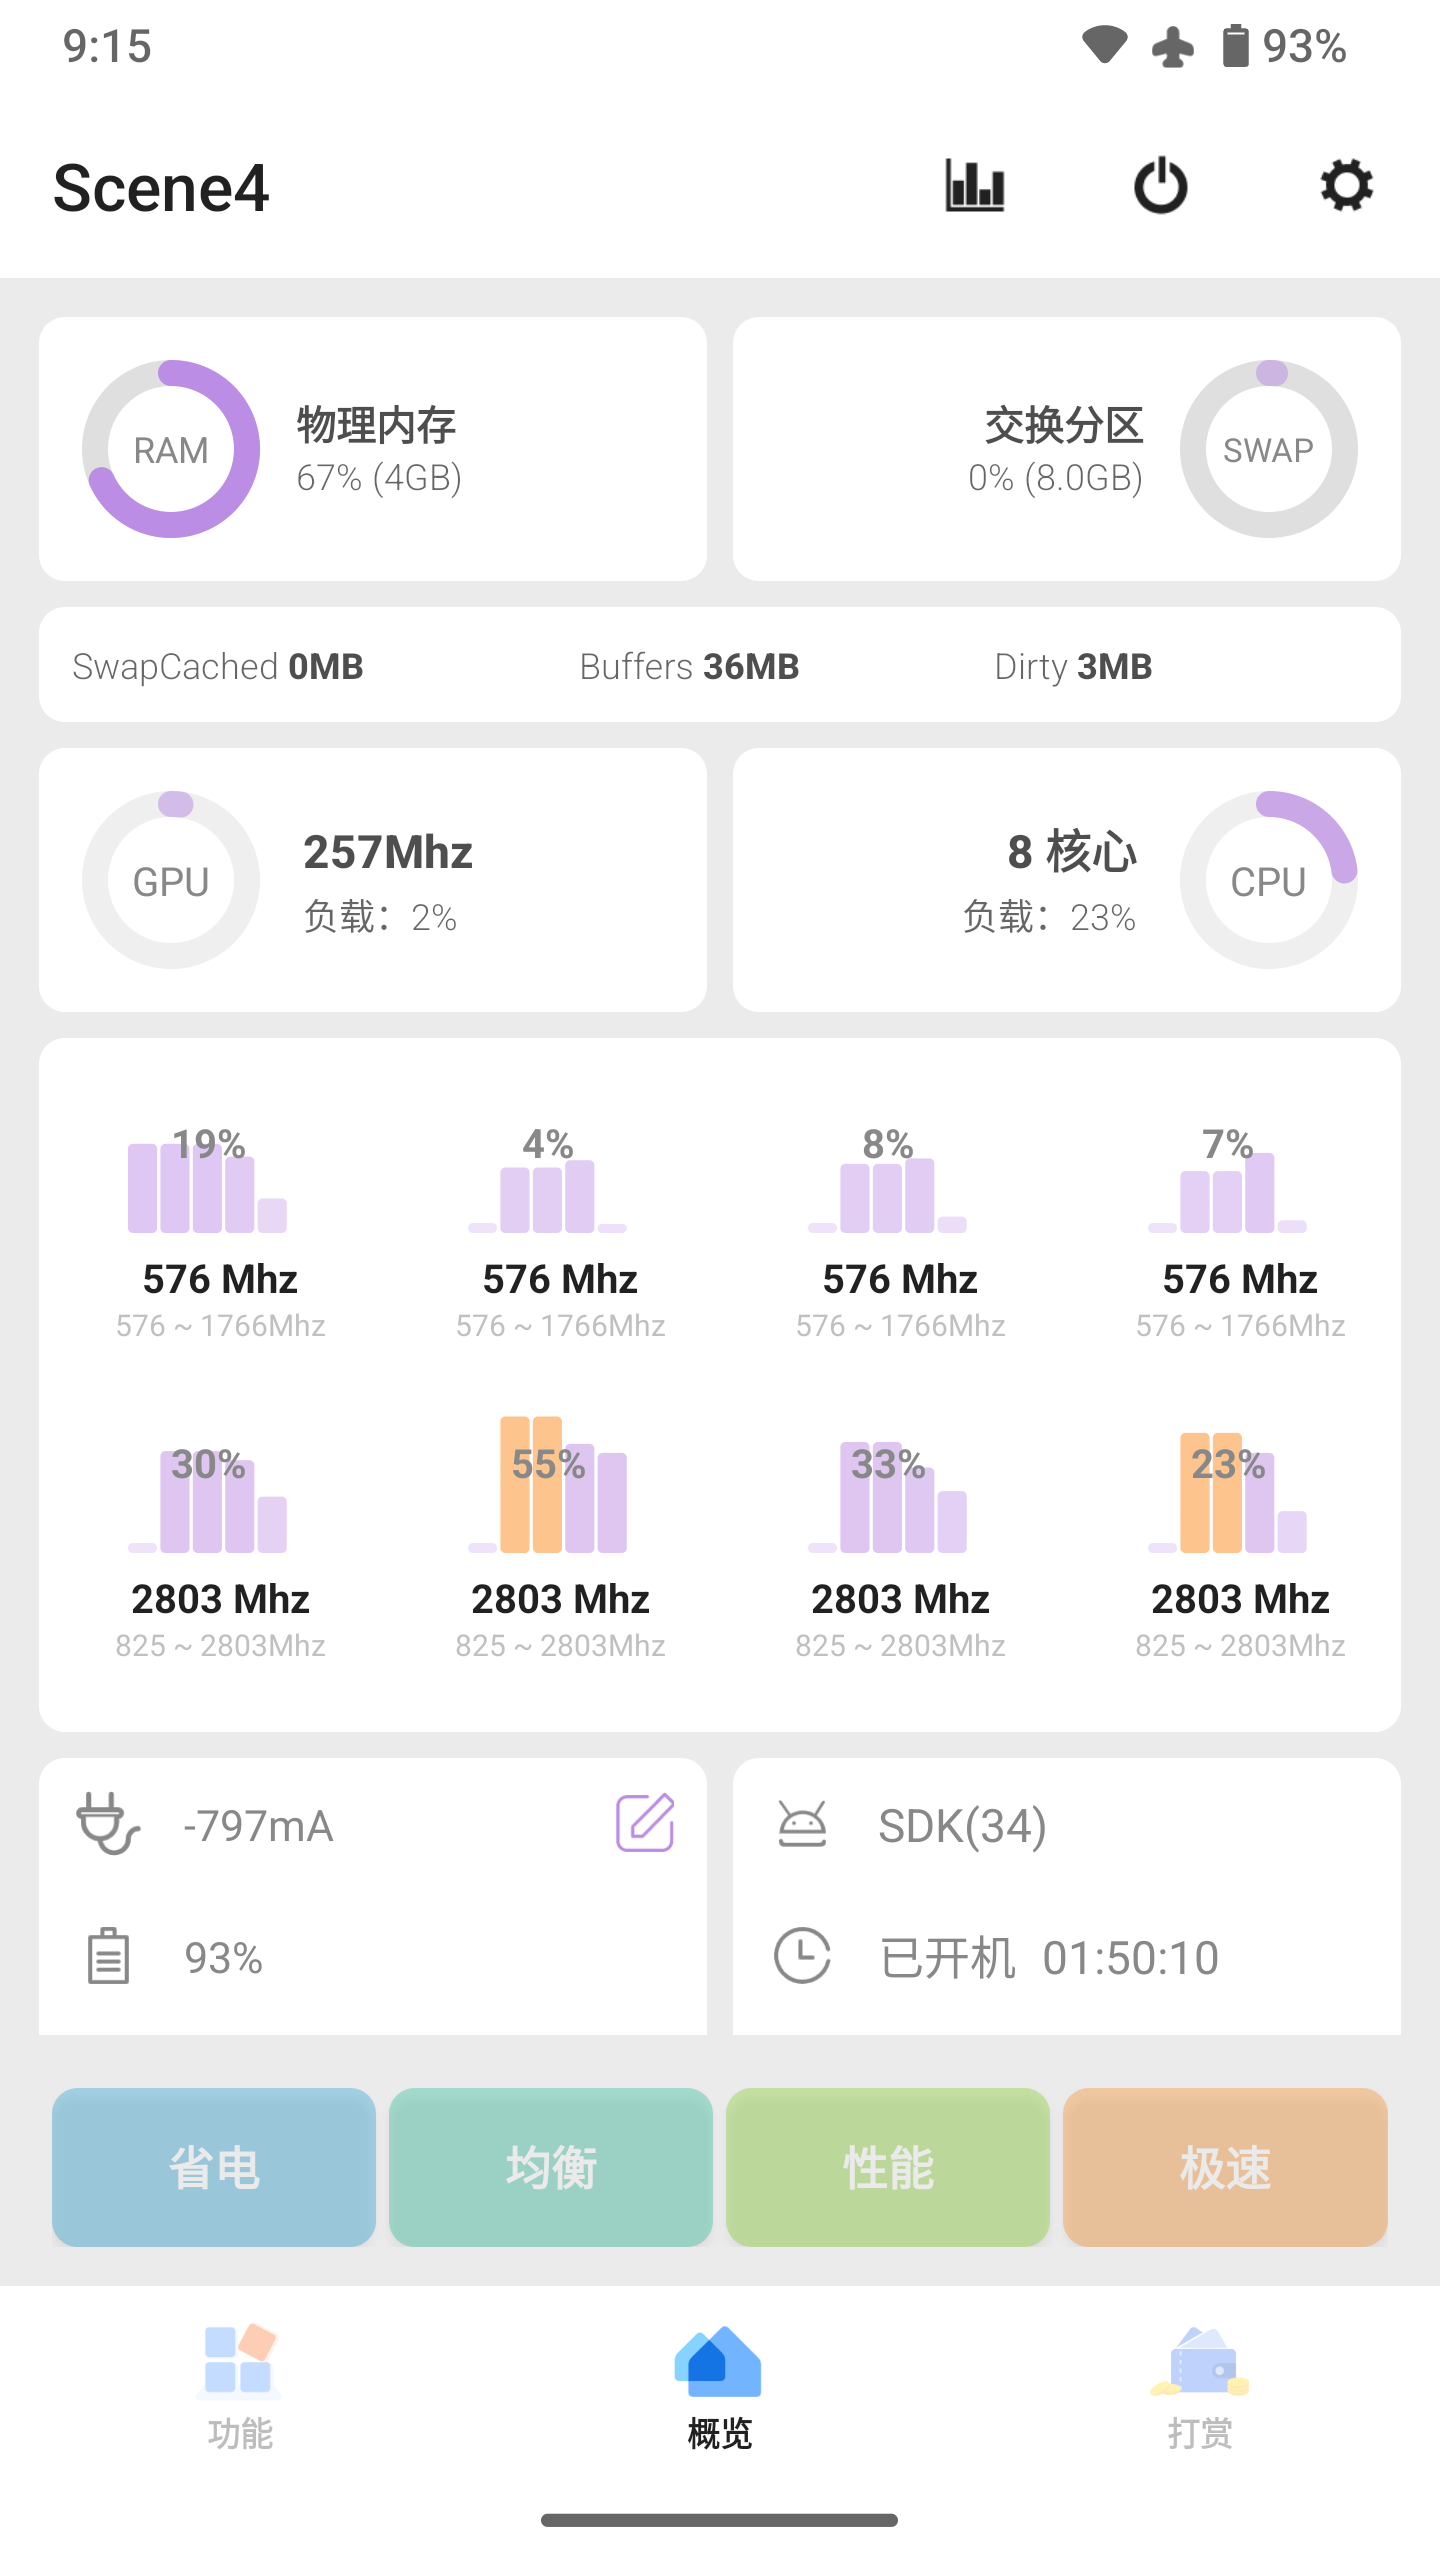 9:15
93%
Scene4
RAM
物理内存
67% (4GB)
交换分区
0% (8.0GB)
SWAP
SwapCached 0MB
Buffers 36MB
Dirty 3MB
GPU
257Mhz
负载：2%
8 核心
负载：23%
CPU
19%
4%
8%
7%
576 Mhz
576 Mhz
576 Mhz
576 Mhz
576 ~ 1766Mhz
576 ~ 1766Mhz
576 ~ 1766Mhz
576 ~ 1766Mhz
30%
55%
33%
23%
2803 Mhz
2803 Mhz
2803 Mhz
2803 Mhz
825 ~ 2803Mhz
825 ~ 2803Mhz
825 ~ 2803Mhz
825 ~ 2803Mhz
-797mA
SDK(34)
93%
已开机 01:50:10
省电
均衡
性能
极速
功能
概览
打赏